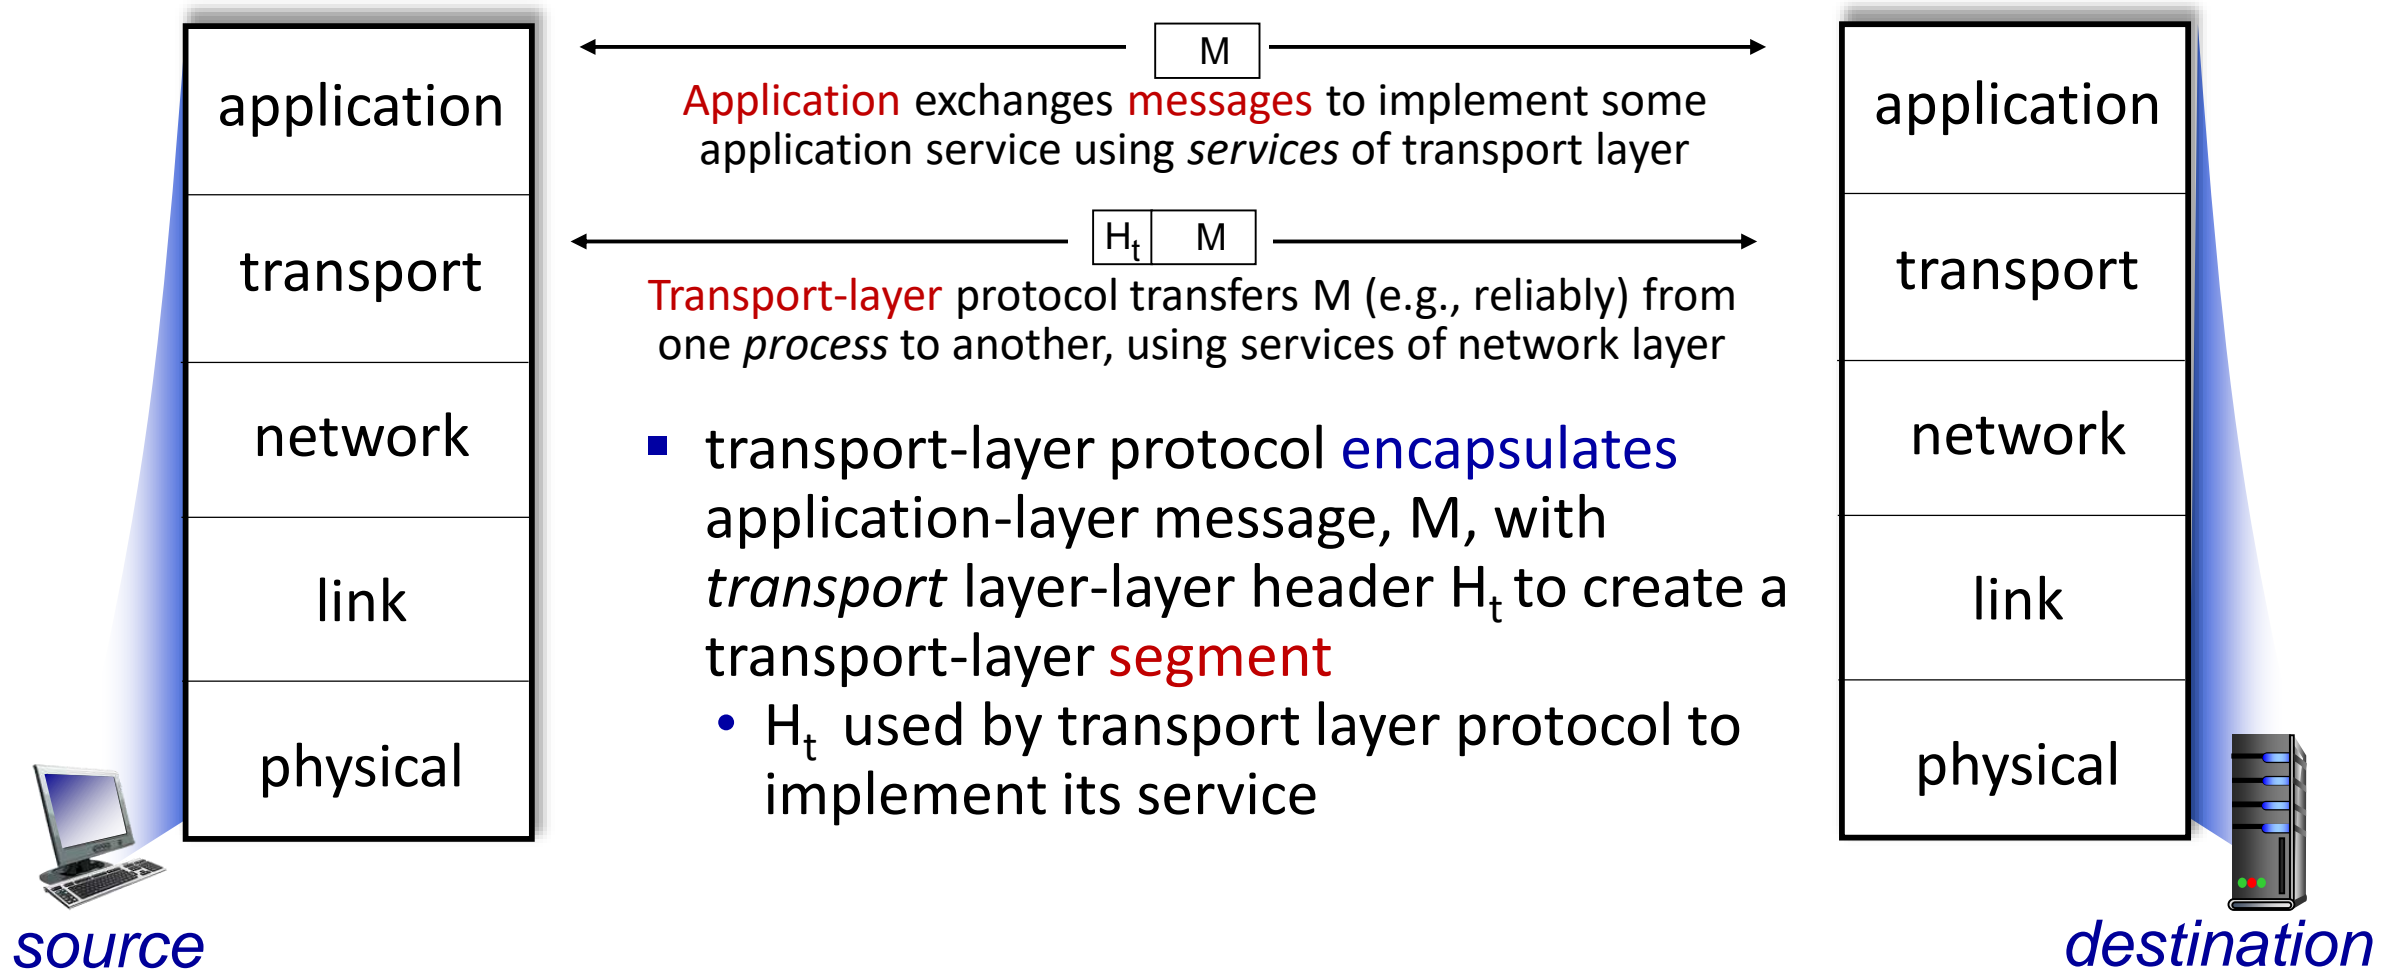 application
transport
network
link
physical
source
M
Application exchanges messages to implement some
application service using services of transport layer
Ht M
Transport-layer protocol transfers M (e.g., reliably) from
one process to another, using services of network layer
▪ transport-layer protocol encapsulates
application-layer message, M, with
transport layer-layer header Ht to create a
transport-layer segment
• Ht used by transport layer protocol to
implement its service
application
transport
network
link
physical
destination